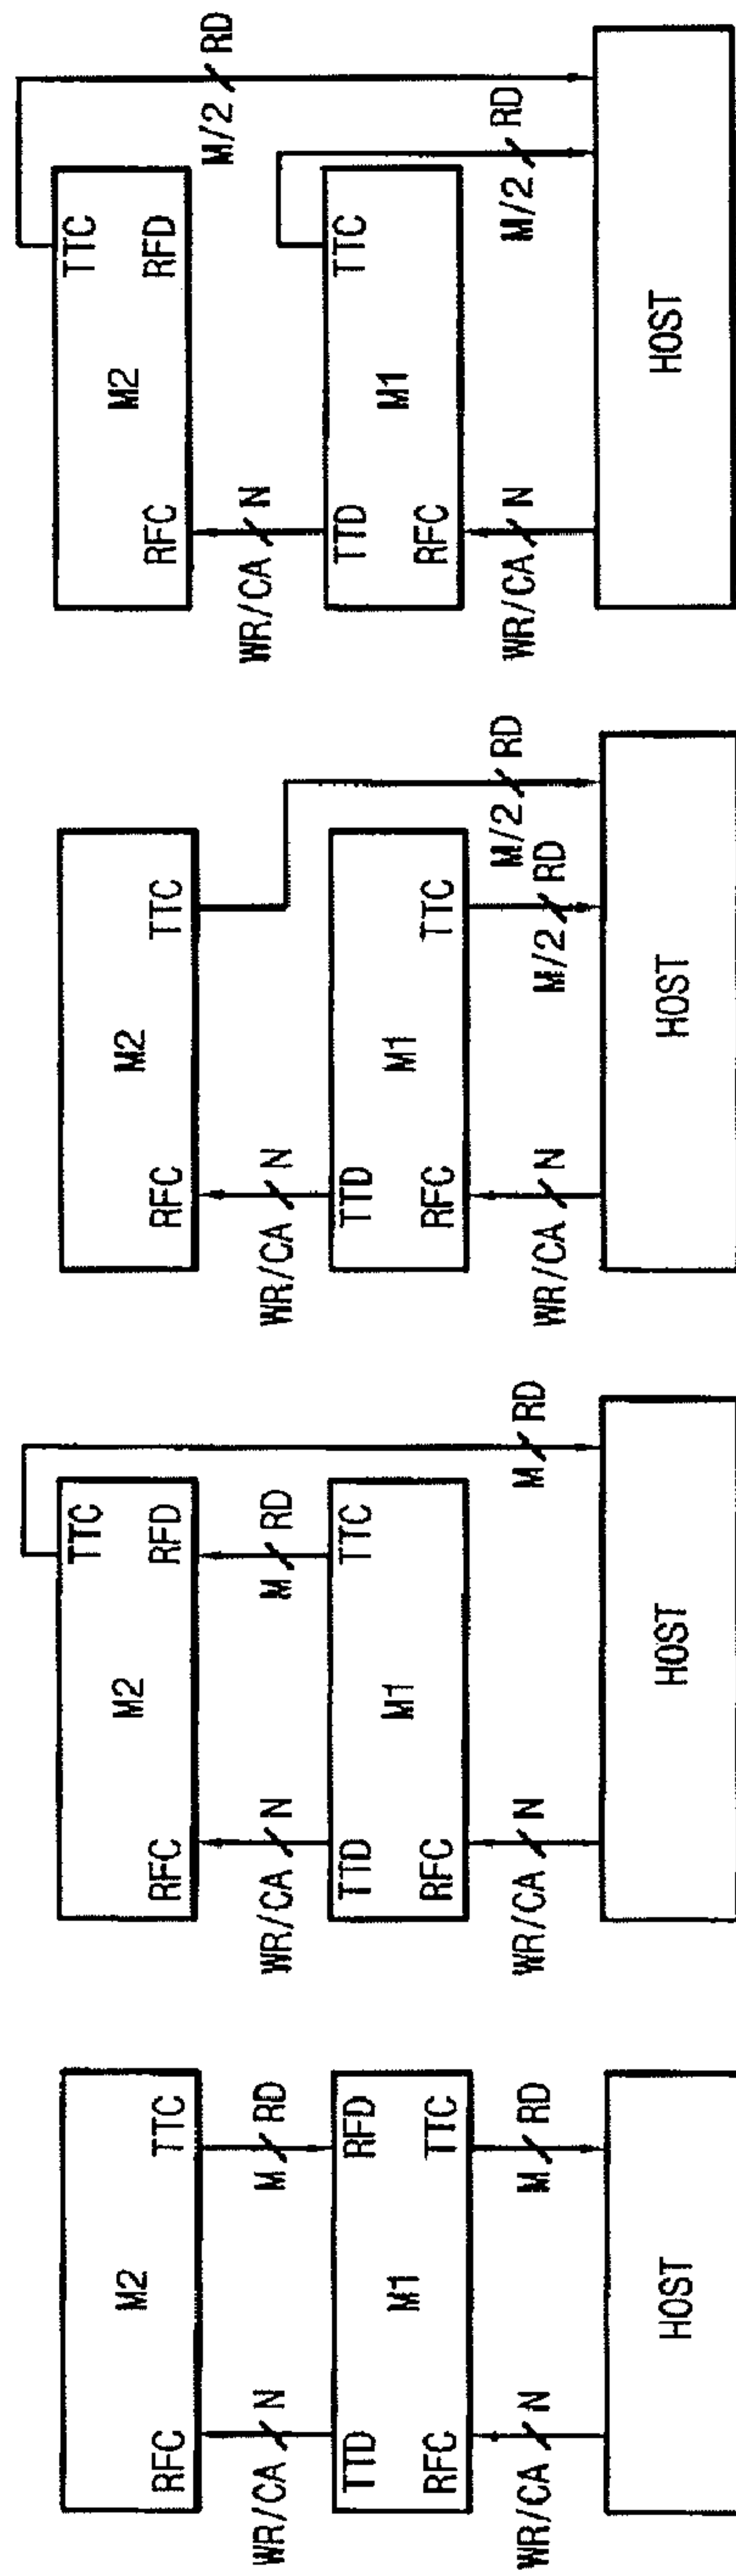 M2
RFC TTC
WR/CA N M RD
TTD RFD
M1
RFC TTC
WR/CA N M RD
HOST
TTC
M2
RFC RFD
WR/CA N M RD
TTD TTC
M1
RFC
WR/CA N M RD
HOST
M2
RFC TTC
WR/CA N
TTD
M1
RFC TTC
M/2 RD
WR/CA N M/2 RD
HOST
TTC
M2
RFC RFD
M/2 RD
WR/CA N
TTD TTC
M1
RFC
WR/CA N M/2 RD
HOST